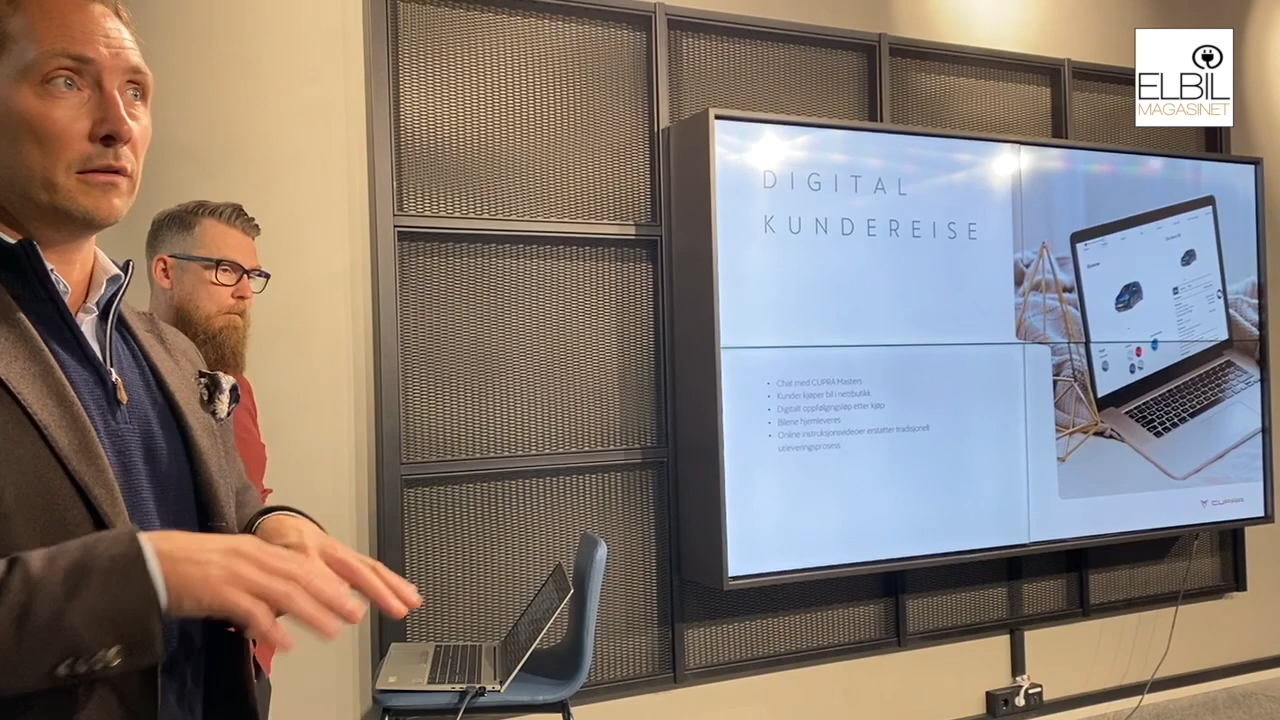 ELBIL
MAGASINET
DIGITAL
KUNDEREISE
• Chat med CUPRA Masters
• Kunder kjøper bil i nettbutikk
• Digitalt oppfølgingsløp etter kjøp
• Bilene hjemleveres
• Online instruksjonsvideoer erstatter tradisjonell
utleveringsprosess
CUPRA